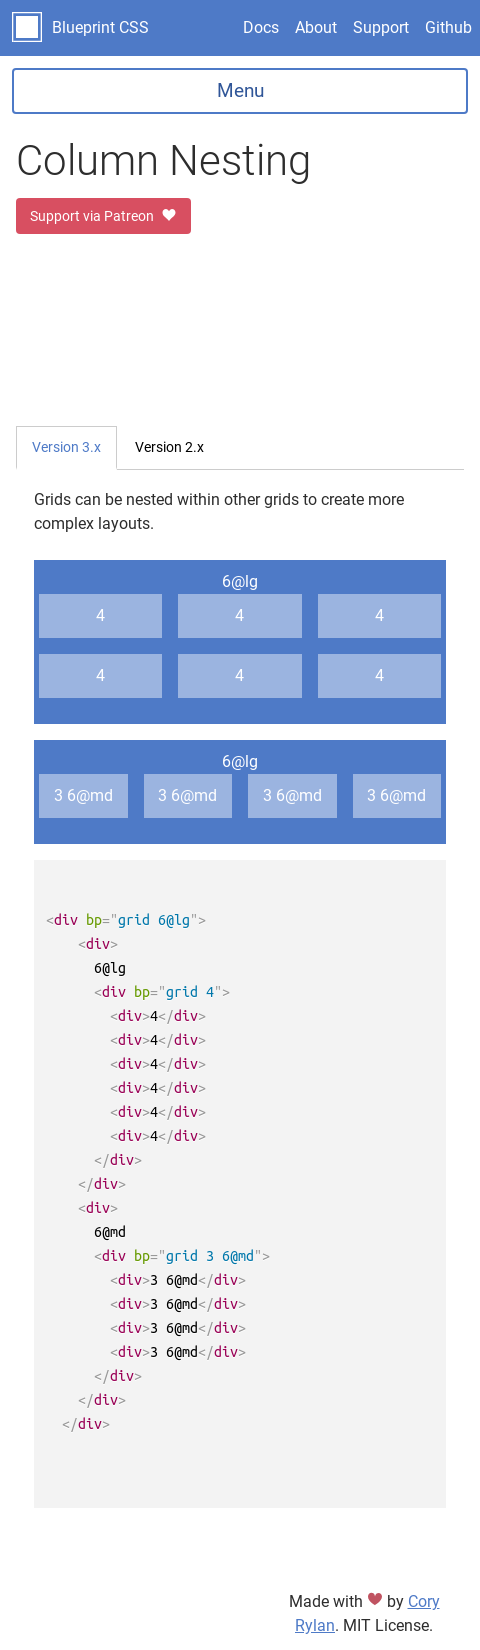 Blueprint CSS Docs About Support Github
Menu
Column Nesting
Support via Patreon
Version 3.x Version 2.x
Grids can be nested within other grids to create more
complex layouts.
6@lg
4 4 4
4 4 4
6@lg
3 6@md 3 6@md 3 6@md 3 6@md
<div bp="grid 6@lg">
    <div>
      6@lg
      <div bp="grid 4">
        <div>4</div>
        <div>4</div>
        <div>4</div>
        <div>4</div>
        <div>4</div>
        <div>4</div>
      </div>
    </div>
    <div>
      6@md
      <div bp="grid 3 6@md">
        <div>3 6@md</div>
        <div>3 6@md</div>
        <div>3 6@md</div>
        <div>3 6@md</div>
      </div>
    </div>
  </div>
Made with ♥ by Cory
Rylan. MIT License.